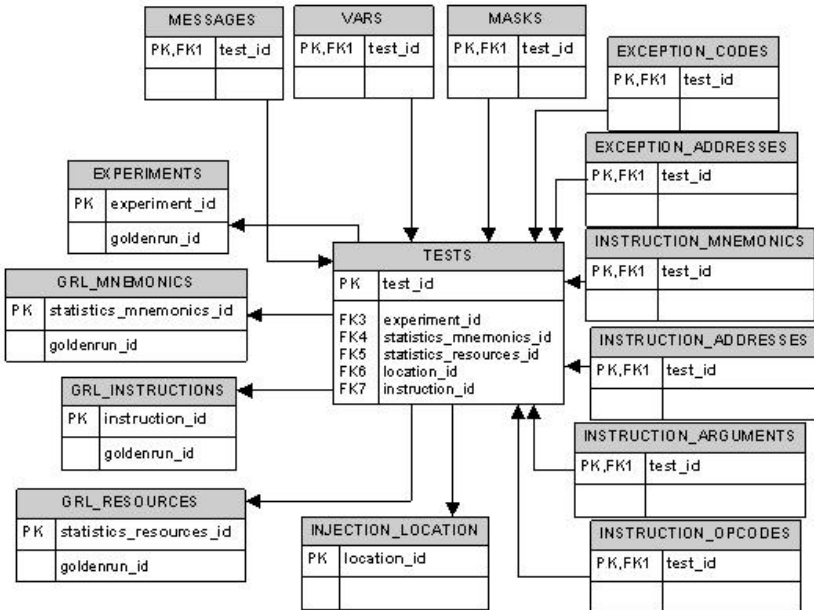 MESSAGES
PK,FK1 test_id
VARS
PK,FK1 test_id
MASKS
PK,FK1 test_id
EXCEPTION_CODES
PK,FK1 test_id
EXCEPTION_ADDRESSES
PK,FK1 test_id
EXPERIMENTS
PK experiment_id
goldenrun_id
TESTS
PK test_id
FK3 experiment_id
FK4 statistics_mnemonics_id
FK5 statistics_resources_id
FK6 location_id
FK7 instruction_id
INSTRUCTION_MNEMONICS
PK,FK1 test_id
GRL_MNEMONICS
PK statistics_mnemonics_id
goldenrun_id
INSTRUCTION_ADDRESSES
PK,FK1 test_id
GRL_INSTRUCTIONS
PK instruction_id
goldenrun_id
INSTRUCTION_ARGUMENTS
PK,FK1 test_id
GRL_RESOURCES
PK statistics_resources_id
goldenrun_id
INJECTION_LOCATION
PK location_id
INSTRUCTION_OPCODES
PK,FK1 test_id